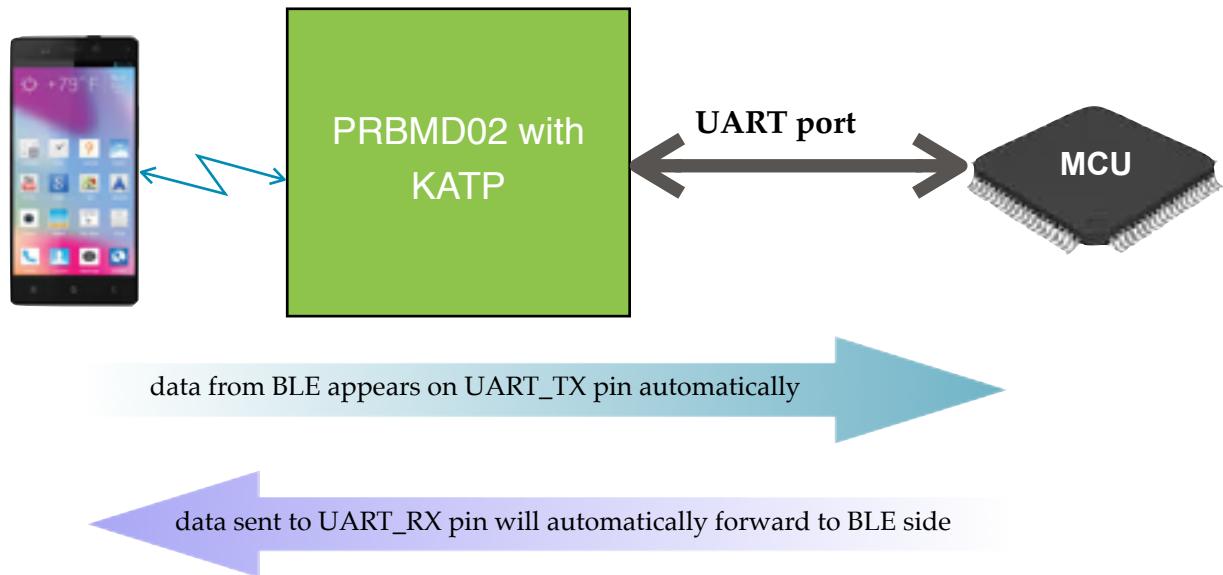 +79°F
PRBMD02 with
KATP
UART port
MCU
data from BLE appears on UART_TX pin automatically
data sent to UART_RX pin will automatically forward to BLE side